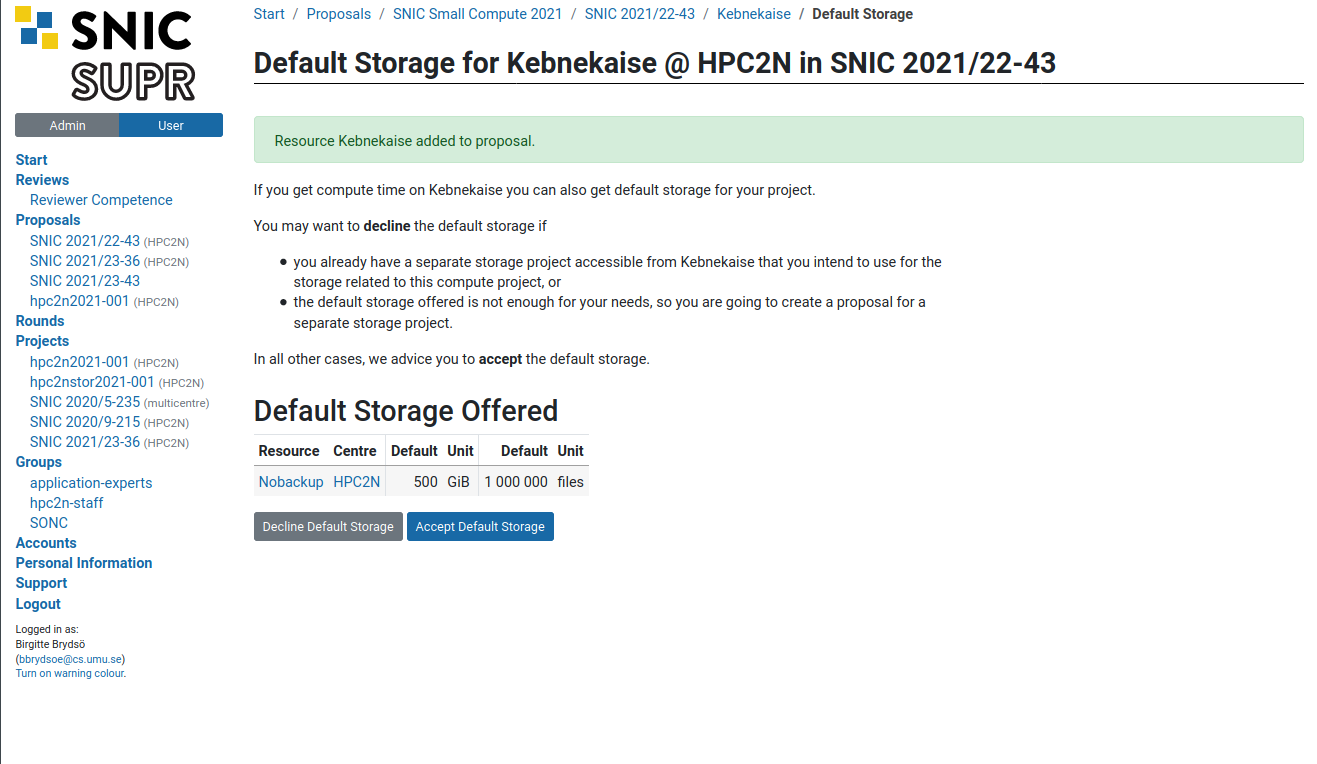 SNIC
SUPR
Admin User
Start
Reviews
Reviewer Competence
Proposals
SNIC 2021/22-43 (HPC2N)
SNIC 2021/23-36 (HPC2N)
SNIC 2021/23-43
hpc2n2021-001 (HPC2N)
Rounds
Projects
hpc2n2021-001 (HPC2N)
hpc2nstor2021-001 (HPC2N)
SNIC 2020/5-235 (multicentre)
SNIC 2020/9-215 (HPC2N)
SNIC 2021/23-36 (HPC2N)
Groups
application-experts
hpc2n-staff
SONC
Accounts
Personal Information
Support
Logout
Logged in as:
Birgitte Brydsö
(bbrydsoe@cs.umu.se)
Turn on warning colour.
Start / Proposals / SNIC Small Compute 2021 / SNIC 2021/22-43 / Kebnekaise / Default Storage
Default Storage for Kebnekaise @ HPC2N in SNIC 2021/22-43
Resource Kebnekaise added to proposal.
If you get compute time on Kebnekaise you can also get default storage for your project.
You may want to decline the default storage if
• you already have a separate storage project accessible from Kebnekaise that you intend to use for the
storage related to this compute project, or
• the default storage offered is not enough for your needs, so you are going to create a proposal for a
separate storage project.
In all other cases, we advice you to accept the default storage.
Default Storage Offered
Resource Centre Default Unit Default Unit
Nobackup HPC2N 500 GiB 1 000 000 files
Decline Default Storage Accept Default Storage